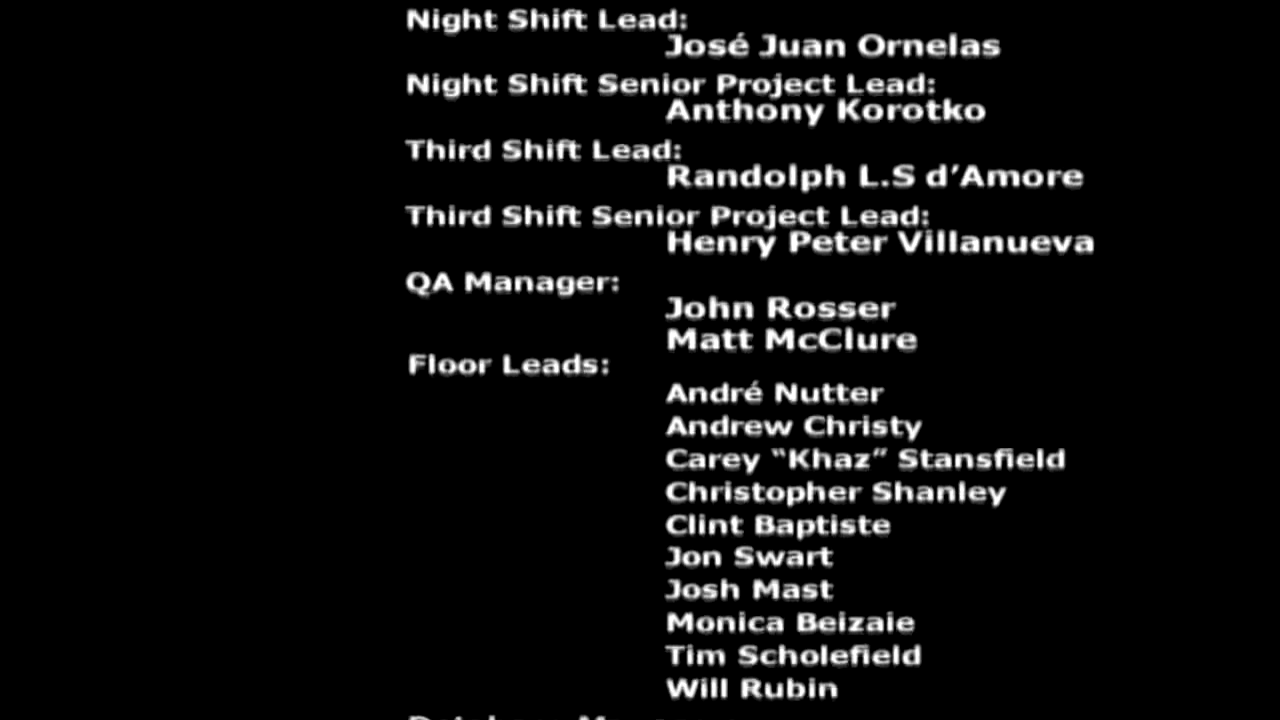 Night Shift Lead:
José Juan Ornelas
Night Shift Senior Project Lead:
Anthony Korotko
Third Shift Lead:
Randolph L.S d’Amore
Third Shift Senior Project Lead:
Henry Peter Villanueva
QA Manager:
John Rosser
Matt McClure
Floor Leads:
André Nutter
Andrew Christy
Carey “Khaz” Stansfield
Christopher Shanley
Clint Baptiste
Jon Swart
Josh Mast
Monica Beizaie
Tim Scholefield
Will Rubin